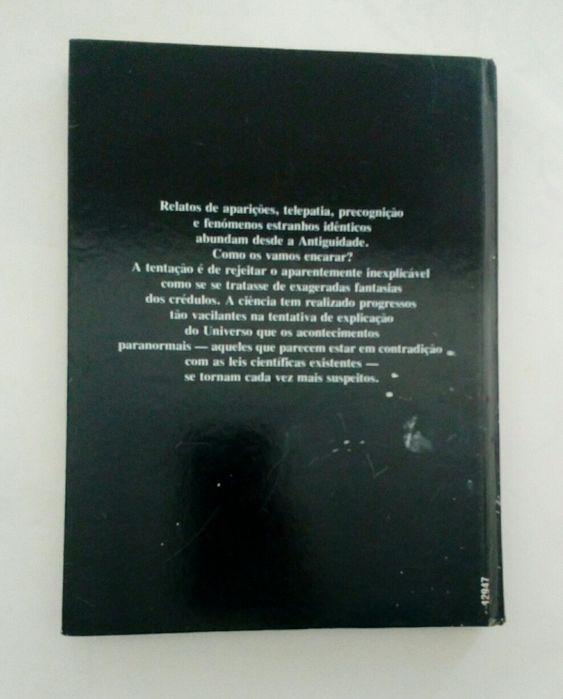 Relatos de aparições, telepatia, precognição
e fenómenos estranhos idênticos
abundam desde a Antiguidade.
Como os vamos encarar?
A tentação é de rejeitar o aparentemente inexplicável
como se se tratasse de exageradas fantasias
dos crédulos. A ciência tem realizado progressos
tão vacilantes na tentativa de explicação
do Universo que os acontecimentos
paranormais — aqueles que parecem estar em contradição
com as leis científicas existentes —
se tornam cada vez mais suspeitos.
12947